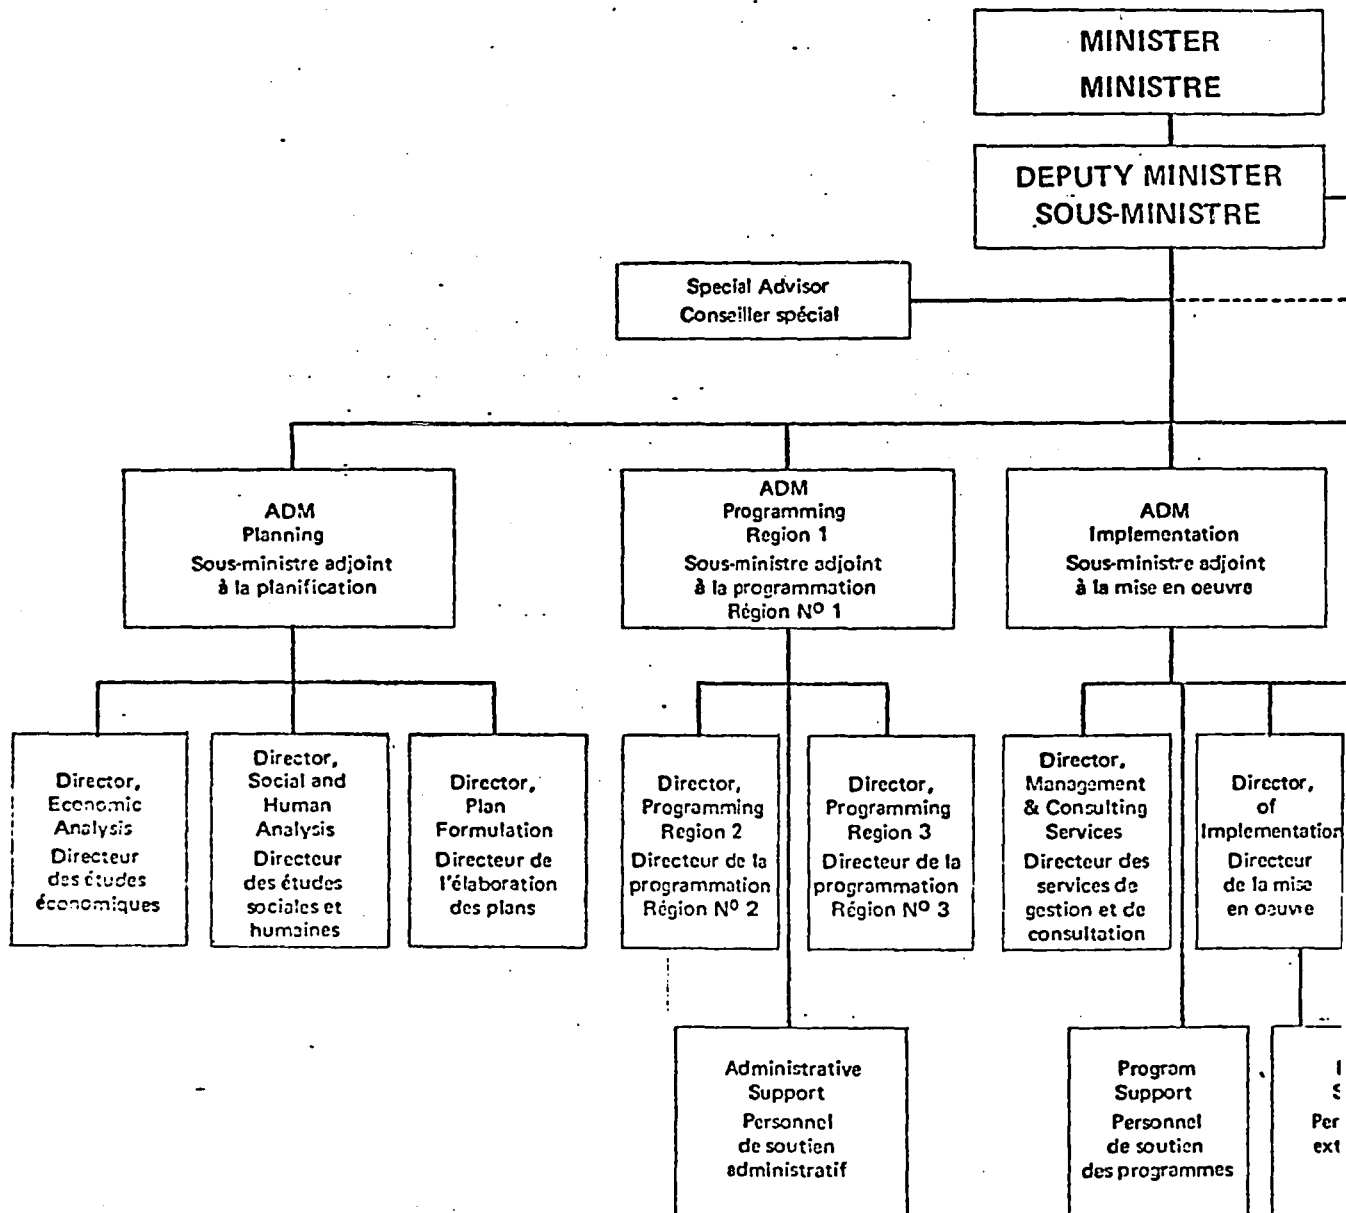 MINISTER
MINISTRE
DEPUTY MINISTER
SOUS-MINISTRE
Special Advisor
Conseiller spécial
ADM
Planning
Sous-ministre adjoint
à la planification
ADM
Programming
Region 1
Sous-ministre adjoint
à la programmation
Région Nº 1
ADM
Implementation
Sous-ministre adjoint
à la mise en oeuvre
Director,
Economic
Analysis
Directeur
des études
économiques
Director,
Social and
Human
Analysis
Directeur
des études
sociales et
humaines
Director,
Plan
Formulation
Directeur de
l'élaboration
des plans
Director,
Programming
Region 2
Directeur de la
programmation
Région Nº 2
Director,
Programming
Region 3
Directeur de la
programmation
Région Nº 3
Director,
Management
& Consulting
Services
Directeur des
services de
gestion et de
consultation
Director,
of
Implementation
Directeur
de la mise
en oeuvre
Administrative
Support
Personnel
de soutien
administratif
Program
Support
Personnel
de soutien
des programmes
Per
ext